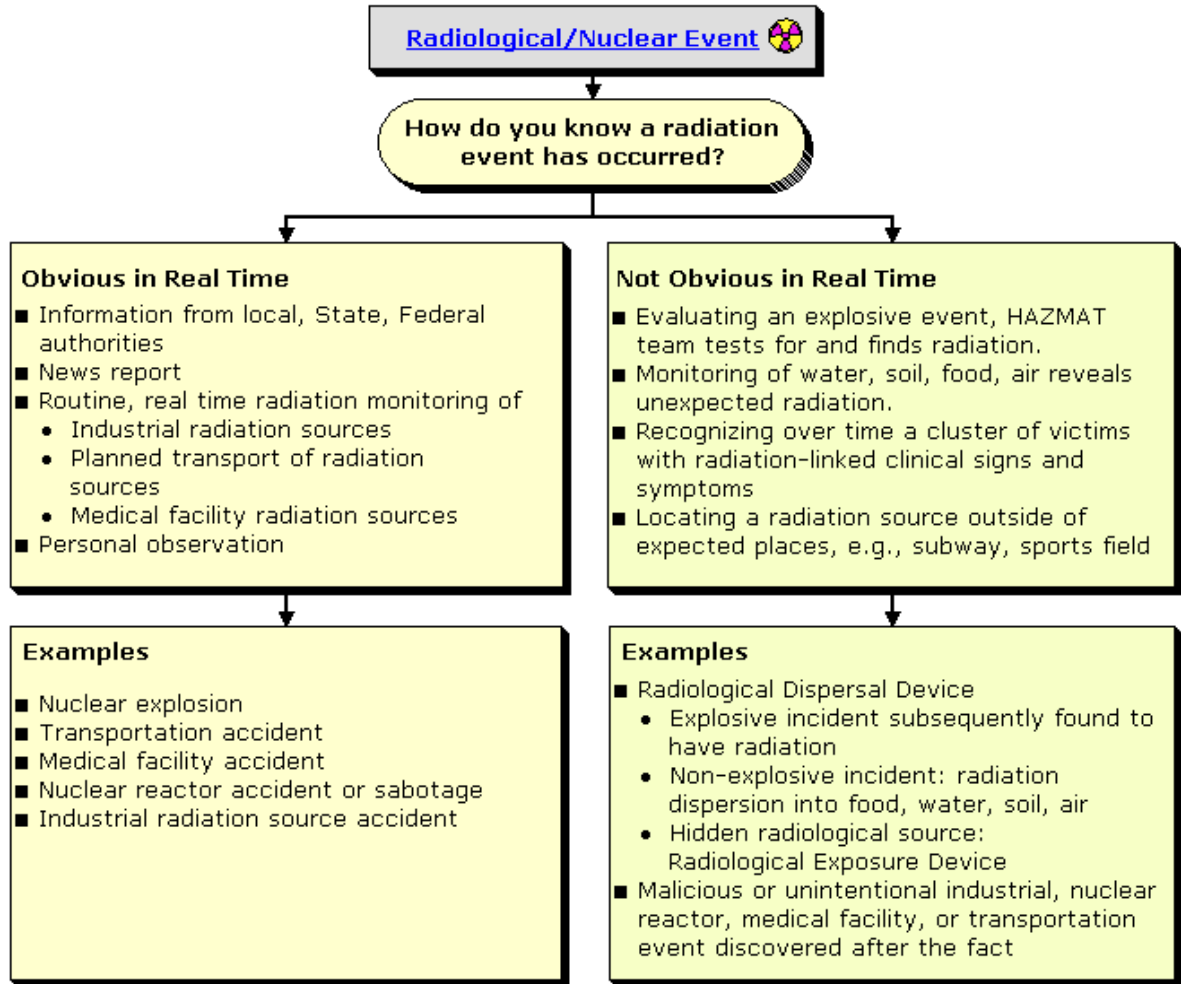 Radiological/Nuclear Event
How do you know a radiation
event has occurred?
Obvious in Real Time
■ Information from local, State, Federal
authorities
■ News report
■ Routine, real time radiation monitoring of
• Industrial radiation sources
• Planned transport of radiation
sources
• Medical facility radiation sources
■ Personal observation
Not Obvious in Real Time
■ Evaluating an explosive event, HAZMAT
team tests for and finds radiation.
■ Monitoring of water, soil, food, air reveals
unexpected radiation.
■ Recognizing over time a cluster of victims
with radiation-linked clinical signs and
symptoms
■ Locating a radiation source outside of
expected places, e.g., subway, sports field
Examples
■ Nuclear explosion
■ Transportation accident
■ Medical facility accident
■ Nuclear reactor accident or sabotage
■ Industrial radiation source accident
Examples
■ Radiological Dispersal Device
• Explosive incident subsequently found to
have radiation
• Non-explosive incident: radiation
dispersion into food, water, soil, air
• Hidden radiological source:
Radiological Exposure Device
■ Malicious or unintentional industrial, nuclear
reactor, medical facility, or transportation
event discovered after the fact